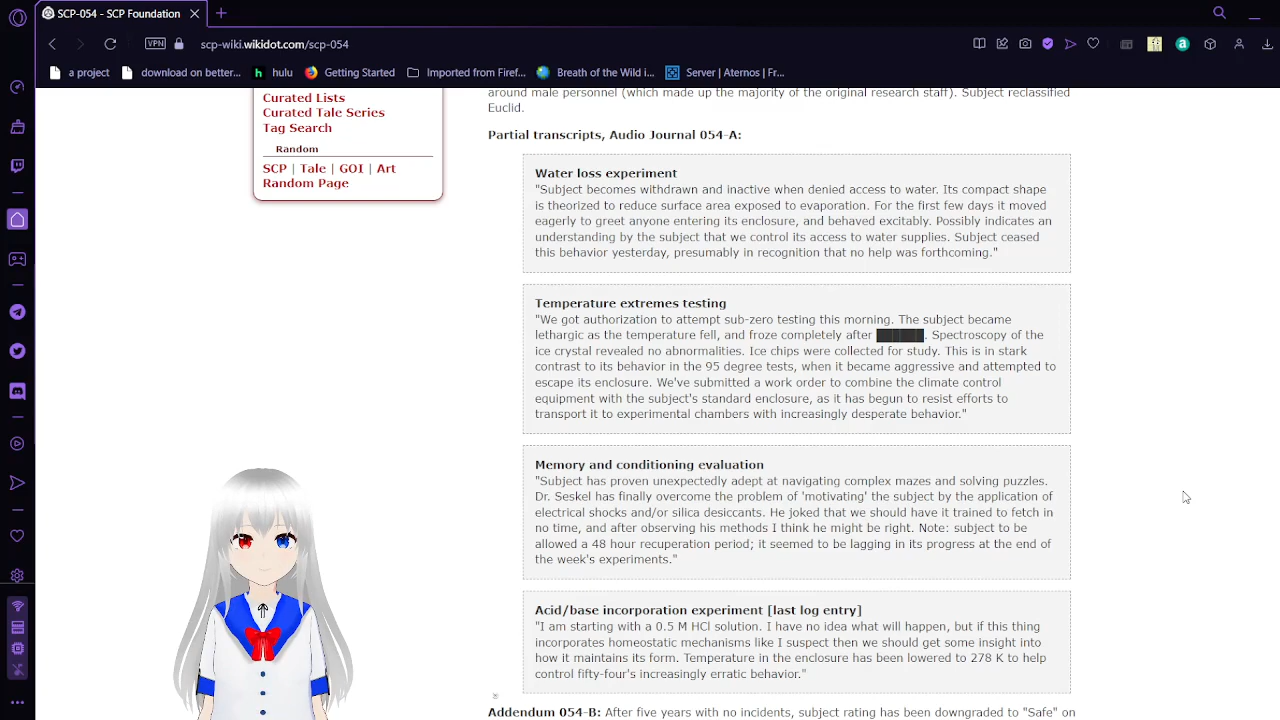 SCP-054 - SCP Foundation
VPN
scp-wiki.wikidot.com/scp-054
a
a project
download on better...
h
hulu
Getting Started
Imported from Firef...
Breath of the Wild i...
Server | Aternos | Fr...
Curated Lists
Curated Tale Series
Tag Search
Random
SCP | Tale | GOI | Art
Random Page
around male personnel (which made up the majority of the original research staff). Subject reclassified
Euclid.
Partial transcripts, Audio Journal 054-A:
Water loss experiment
"Subject becomes withdrawn and inactive when denied access to water. Its compact shape
is theorized to reduce surface area exposed to evaporation. For the first few days it moved
eagerly to greet anyone entering its enclosure, and behaved excitably. Possibly indicates an
understanding by the subject that we control its access to water supplies. Subject ceased
this behavior yesterday, presumably in recognition that no help was forthcoming."
Temperature extremes testing
"We got authorization to attempt sub-zero testing this morning. The subject became
lethargic as the temperature fell, and froze completely after ██████. Spectroscopy of the
ice crystal revealed no abnormalities. Ice chips were collected for study. This is in stark
contrast to its behavior in the 95 degree tests, when it became aggressive and attempted to
escape its enclosure. We've submitted a work order to combine the climate control
equipment with the subject's standard enclosure, as it has begun to resist efforts to
transport it to experimental chambers with increasingly desperate behavior."
Memory and conditioning evaluation
"Subject has proven unexpectedly adept at navigating complex mazes and solving puzzles.
Dr. Seskel has finally overcome the problem of 'motivating' the subject by the application of
electrical shocks and/or silica desiccants. He joked that we should have it trained to fetch in
no time, and after observing his methods I think he might be right. Note: subject to be
allowed a 48 hour recuperation period; it seemed to be lagging in its progress at the end of
the week's experiments."
Acid/base incorporation experiment [last log entry]
"I am starting with a 0.5 M HCl solution. I have no idea what will happen, but if this thing
incorporates homeostatic mechanisms like I suspect then we should get some insight into
how it maintains its form. Temperature in the enclosure has been lowered to 278 K to help
control fifty-four's increasingly erratic behavior."
Addendum 054-B: After five years with no incidents, subject rating has been downgraded to "Safe" on